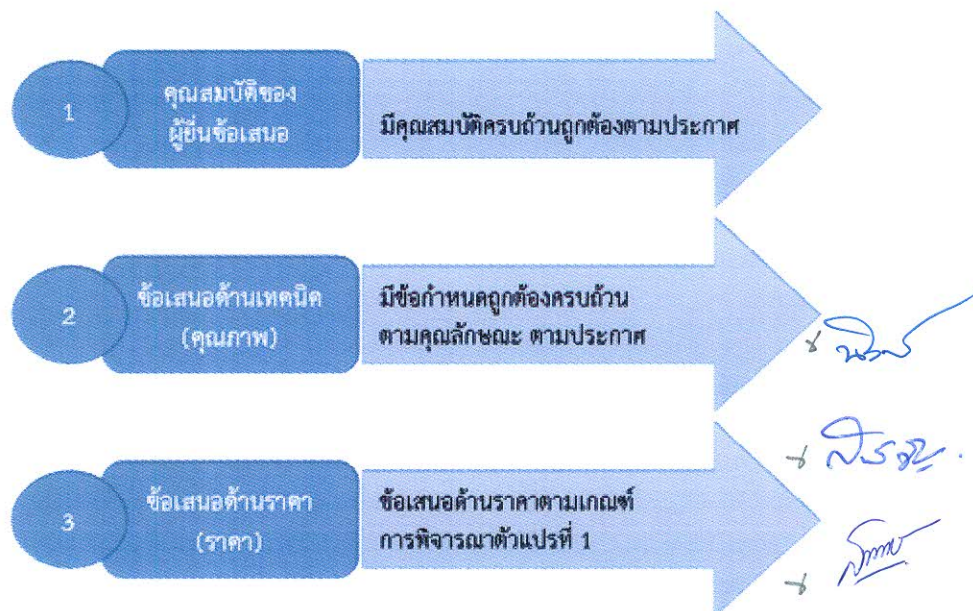 1
คุณสมบัติของ
ผู้ยื่นข้อเสนอ
มีคุณสมบัติครบถ้วนถูกต้องตามประกาศ
2
ข้อเสนอด้านเทคนิค
(คุณภาพ)
มีข้อกำหนดถูกต้องครบถ้วน
ตามคุณลักษณะ ตามประกาศ
3
ข้อเสนอด้านราคา
(ราคา)
ข้อเสนอด้านราคาตามเกณฑ์
การพิจารณาตัวแปรที่ 1